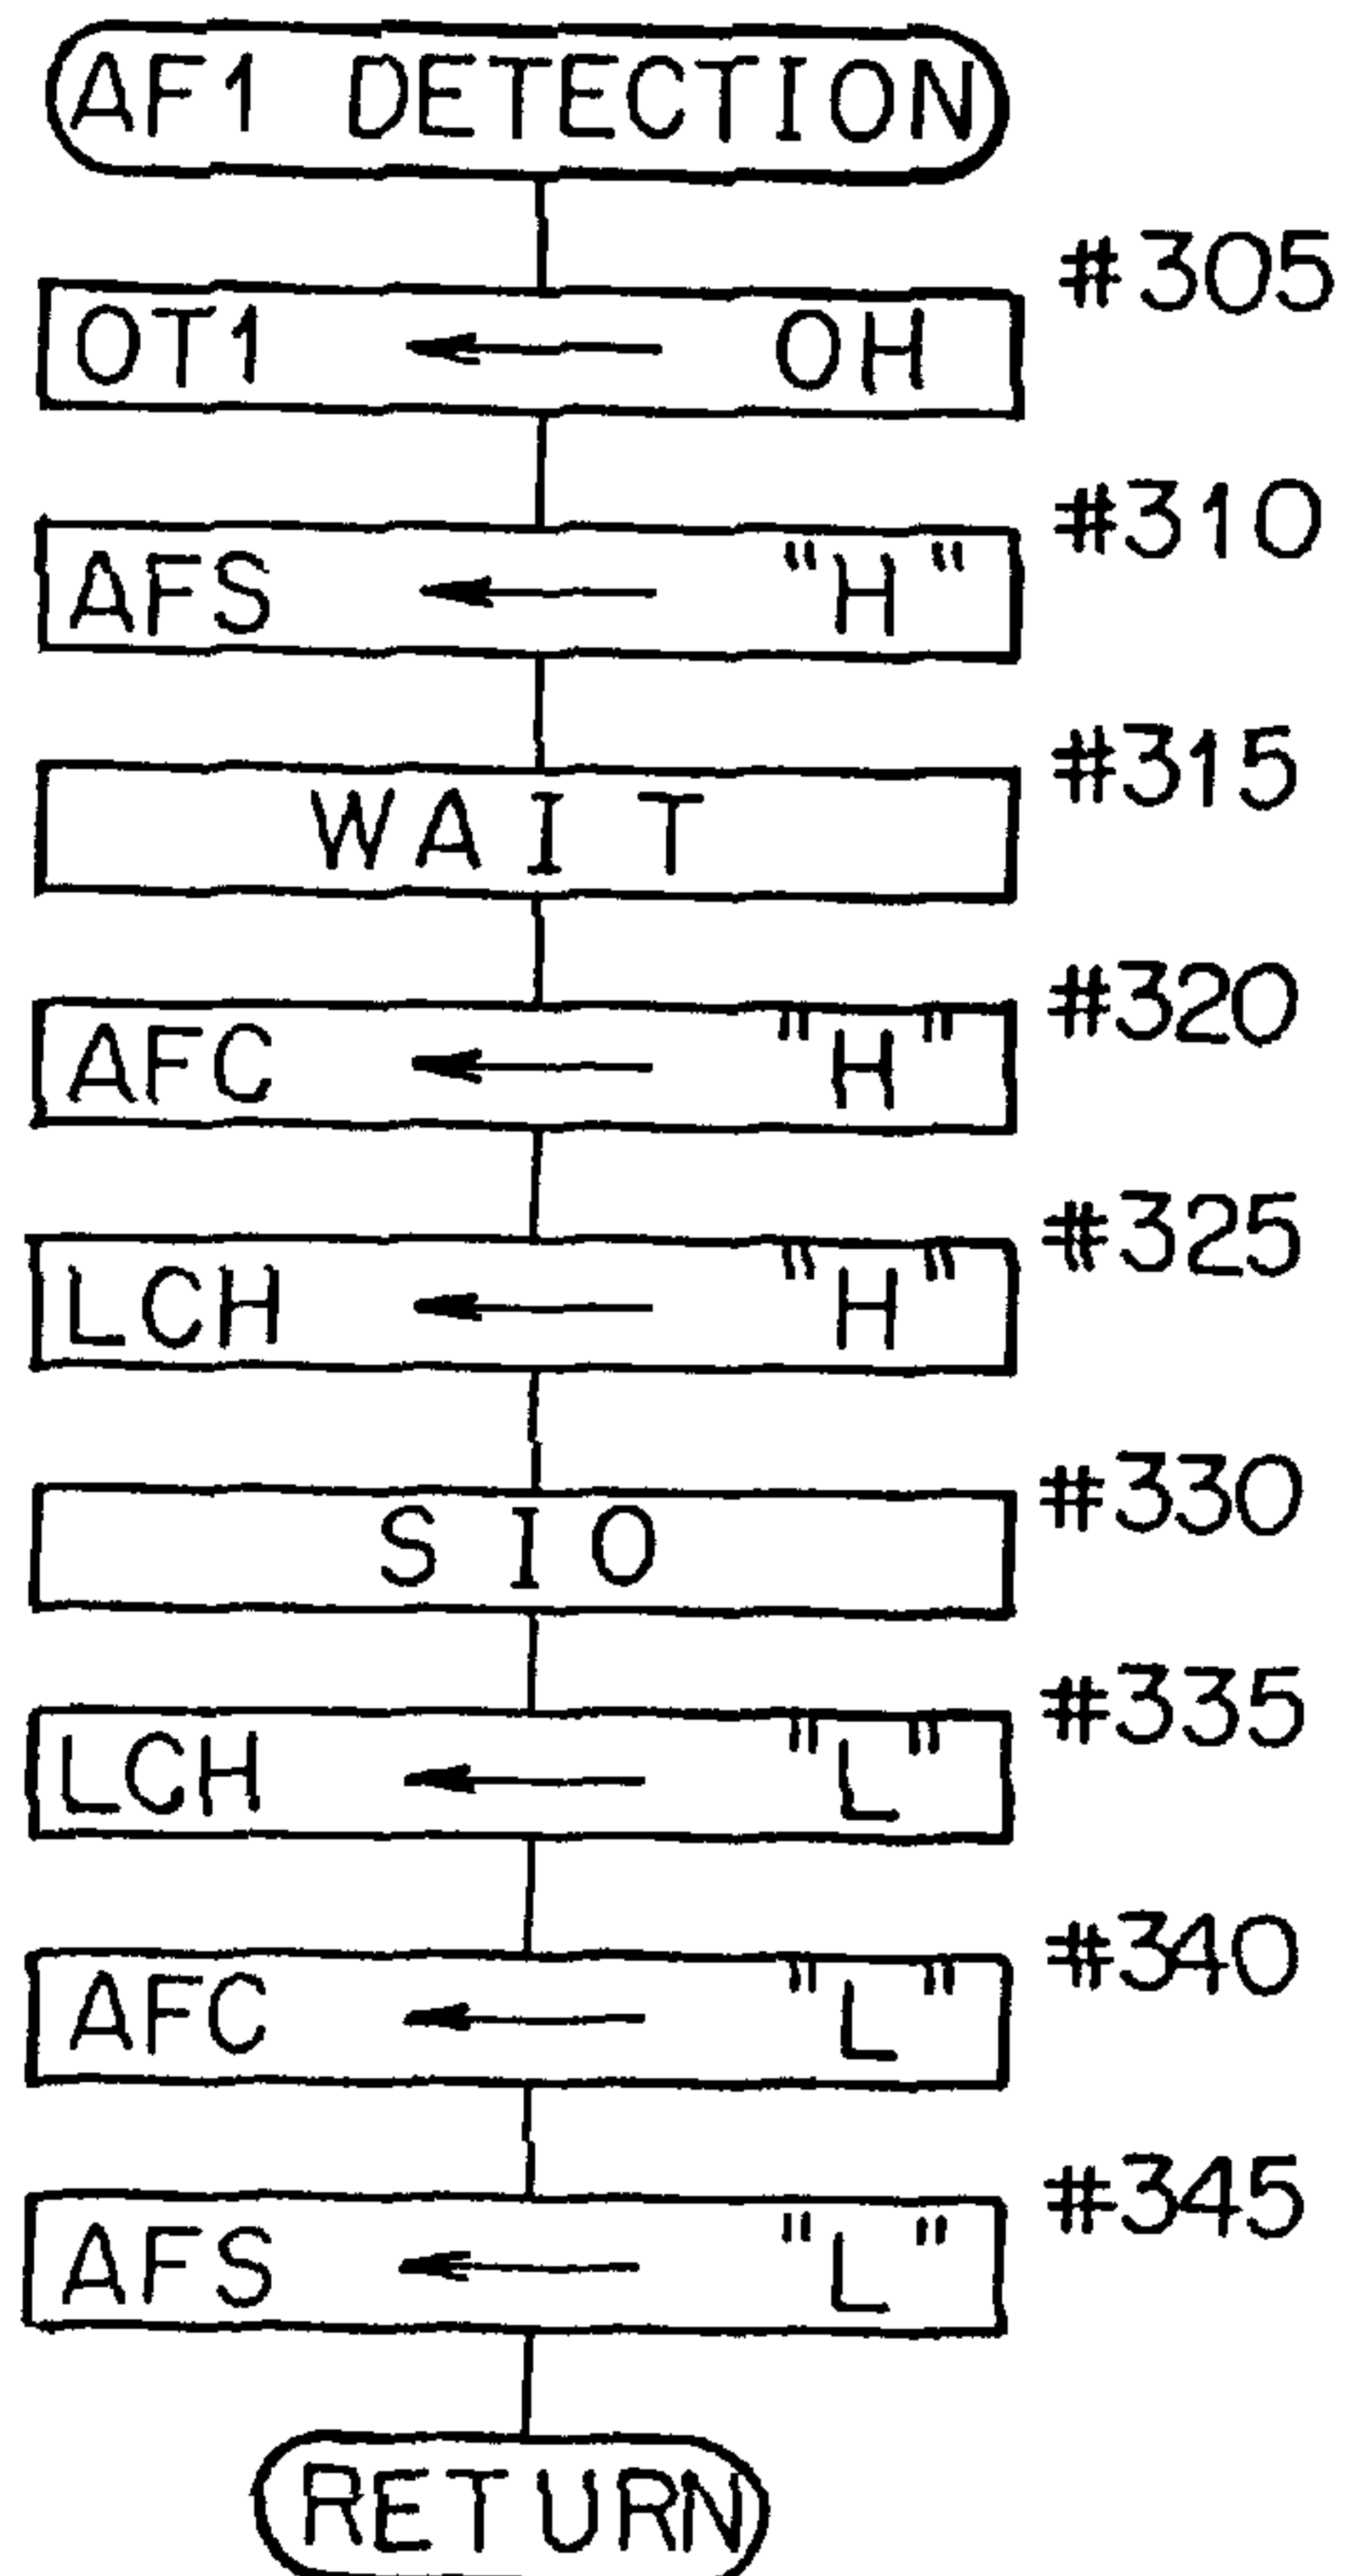 AF1 DETECTION
#305
OT1 ← OH
#310
AFS ← "H"
#315
WAIT
#320
AFC ← "H"
#325
LCH ← "H"
#330
SIO
#335
LCH ← "L"
#340
AFC ← "L"
#345
AFS ← "L"
RETURN